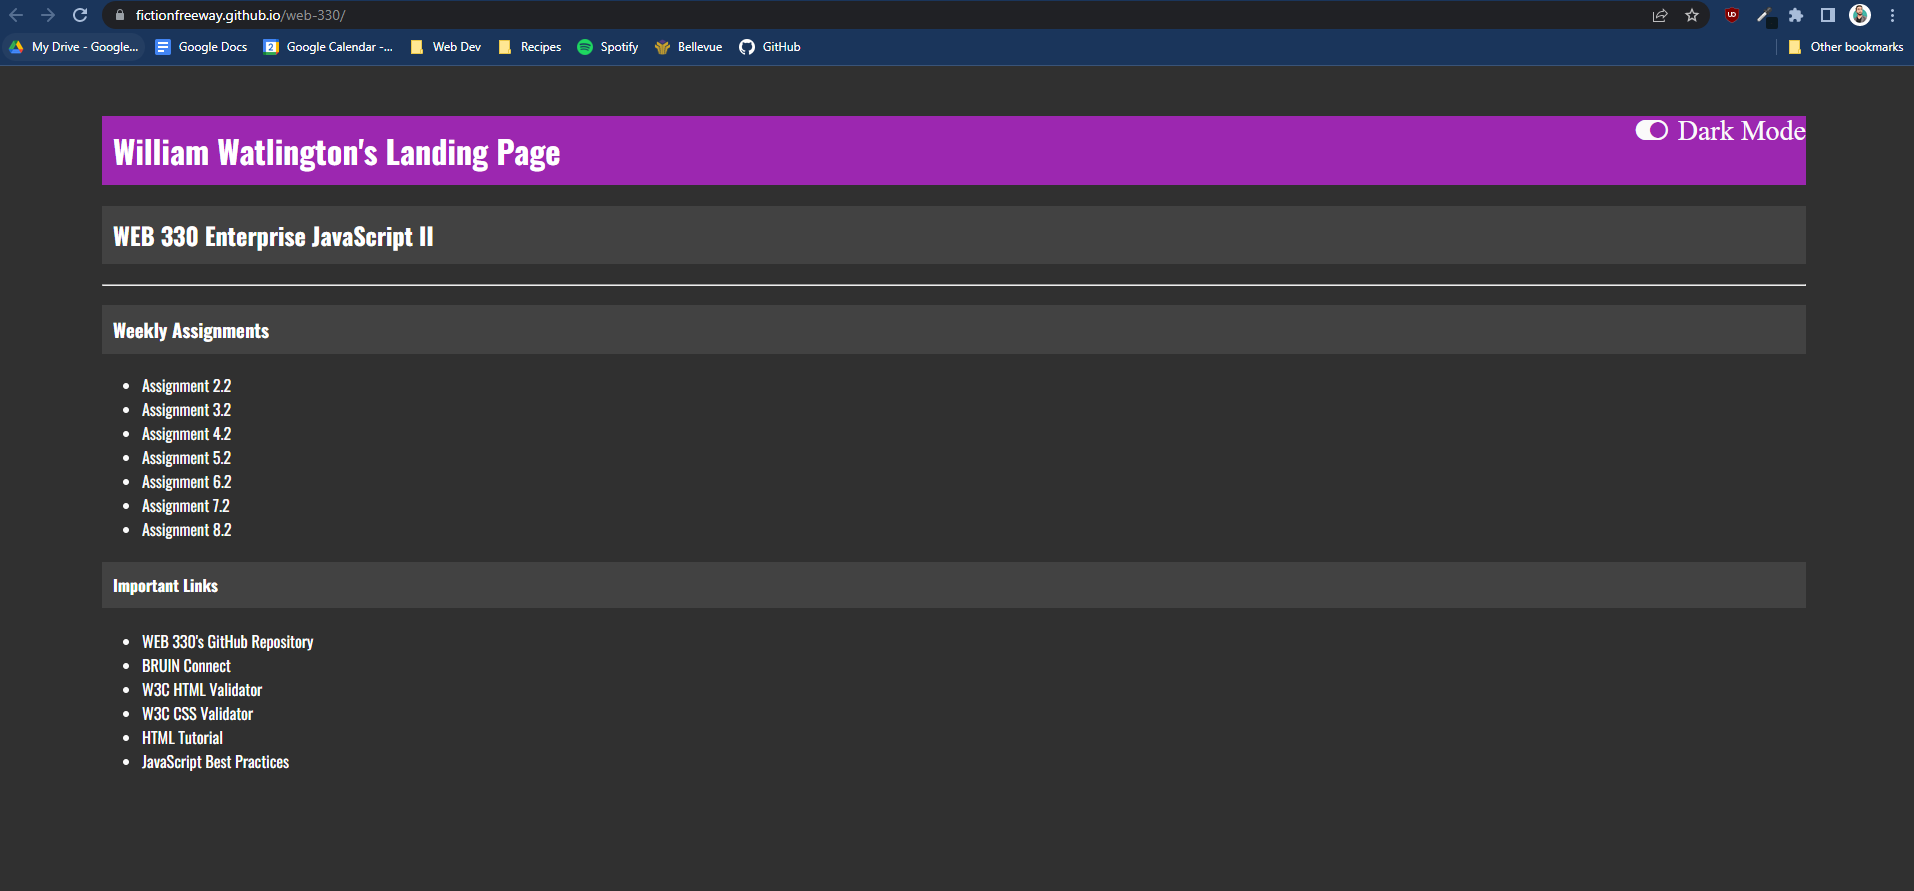 fictionfreeway.github.io/web-330/
My Drive - Google... Google Docs Google Calendar -... Web Dev Recipes Spotify Bellevue GitHub Other bookmarks
William Watlington's Landing Page Dark Mode
WEB 330 Enterprise JavaScript II
Weekly Assignments
Assignment 2.2
Assignment 3.2
Assignment 4.2
Assignment 5.2
Assignment 6.2
Assignment 7.2
Assignment 8.2
Important Links
WEB 330's GitHub Repository
BRUIN Connect
W3C HTML Validator
W3C CSS Validator
HTML Tutorial
JavaScript Best Practices